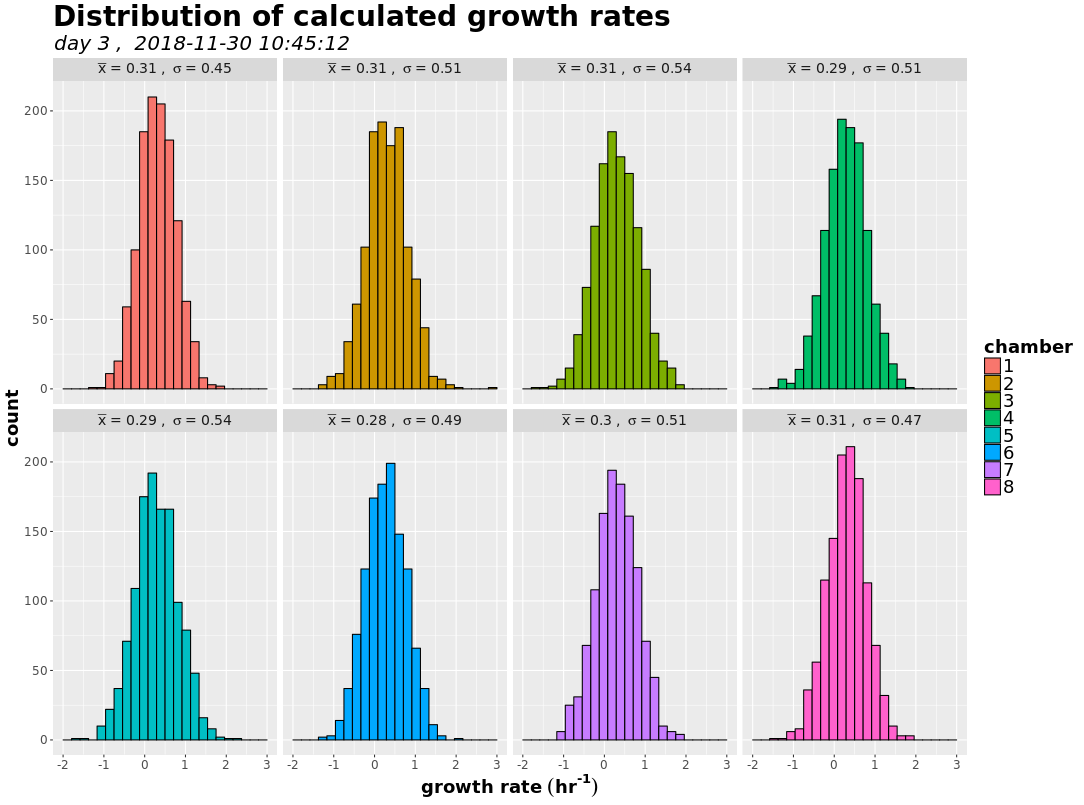 Distribution of calculated growth rates
day 3 ,  2018-11-30 10:45:12
x̅ = 0.31 ,  σ = 0.45
x̅ = 0.31 ,  σ = 0.51
x̅ = 0.31 ,  σ = 0.54
x̅ = 0.29 ,  σ = 0.51
200
150
100
50
0
x̅ = 0.29 ,  σ = 0.54
x̅ = 0.28 ,  σ = 0.49
x̅ = 0.3 ,  σ = 0.51
x̅ = 0.31 ,  σ = 0.47
200
150
100
50
0
-2 -1 0 1 2 3
-2 -1 0 1 2 3
-2 -1 0 1 2 3
-2 -1 0 1 2 3
count
growth rate (hr⁻¹)
chamber
1
2
3
4
5
6
7
8